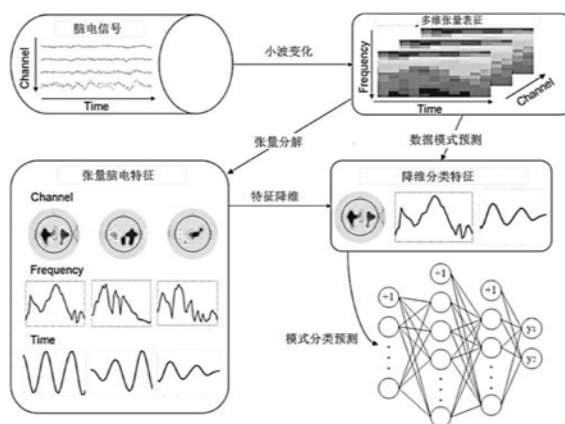 脑电信号
Channel
Time
小波变化
多维张量表征
Frequency
Time
Channel
张量分解
数据模式预测
张量脑电特征
Channel
Frequency
Time
特征降维
降维分类特征
模式分类预测
+1
+1
+1
y₁
y₂